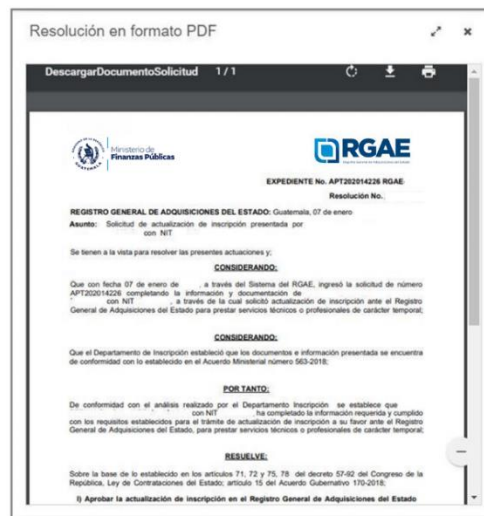 Resolución en formato PDF
DescargarDocumentoSolicitud 1 / 1
Ministerio de
Finanzas Públicas
RGAE
EXPEDIENTE No. APT202014226 RGAE
Resolución No.
REGISTRO GENERAL DE ADQUISICIONES DEL ESTADO: Guatemala, 07 de enero
Asunto: Solicitud de actualización de inscripción presentada por
con NIT
Se tienen a la vista para resolver las presentes actuaciones y;
CONSIDERANDO:
Que con fecha 07 de enero de , a través del Sistema del RGAE, ingresó la solicitud de número
APT202014226 completando la información y documentación de
con NIT , a través de la cual solicitó actualización de inscripción ante el Registro
General de Adquisiciones del Estado para prestar servicios técnicos o profesionales de carácter temporal;
CONSIDERANDO:
Que el Departamento de Inscripción estableció que los documentos e información presentada se encuentra
de conformidad con lo establecido en el Acuerdo Ministerial número 563-2018;
POR TANTO:
De conformidad con el análisis realizado por el Departamento Inscripción se establece que
con NIT , ha completado la información requerida y cumplido
con los requisitos establecidos para el trámite de actualización de inscripción a su favor ante el Registro
General de Adquisiciones del Estado, para prestar servicios técnicos o profesionales de carácter temporal;
RESUELVE:
Sobre la base de lo establecido en los artículos 71, 72 y 75, 78 del decreto 57-92 del Congreso de la
República, Ley de Contrataciones del Estado; artículo 15 del Acuerdo Gubernativo 170-2018;
I) Aprobar la actualización de inscripción en el Registro General de Adquisiciones del Estado